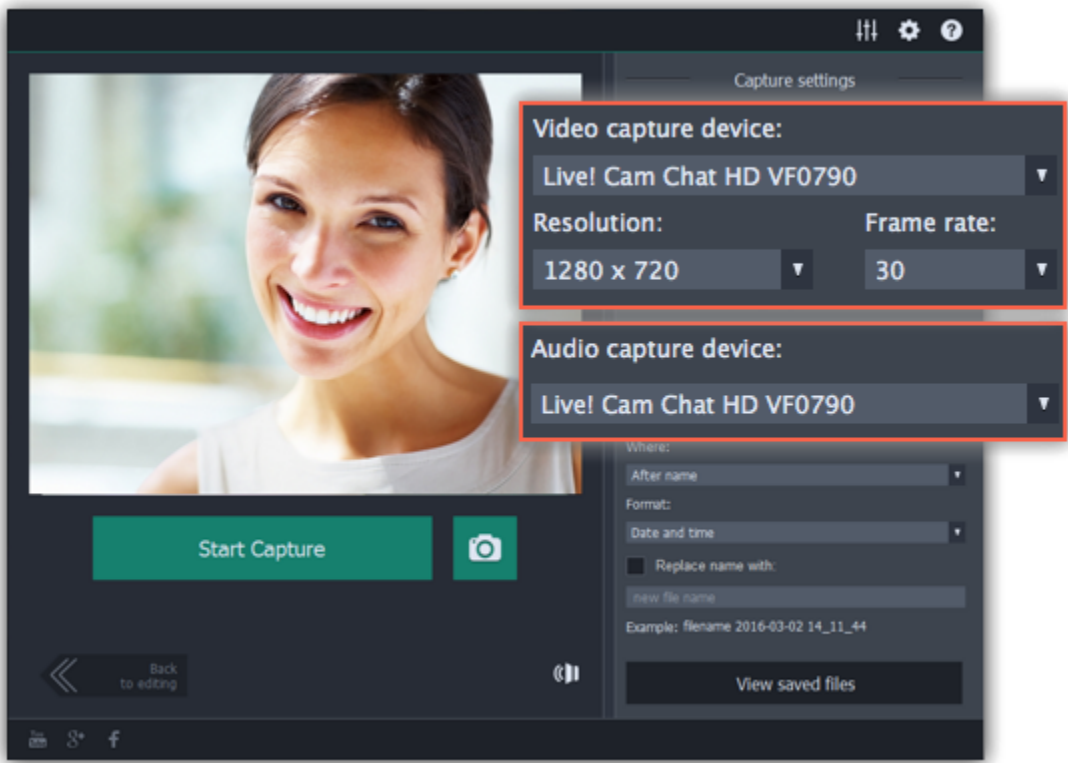 Capture settings
Video capture device:
Live! Cam Chat HD VF0790
Resolution:
Frame rate:
1280 x 720
30
Audio capture device:
Live! Cam Chat HD VF0790
Where:
After name
Format:
Date and time
Replace name with:
new file name
Example: filename 2016-03-02 14_11_44
View saved files
Start Capture
Back
to editing